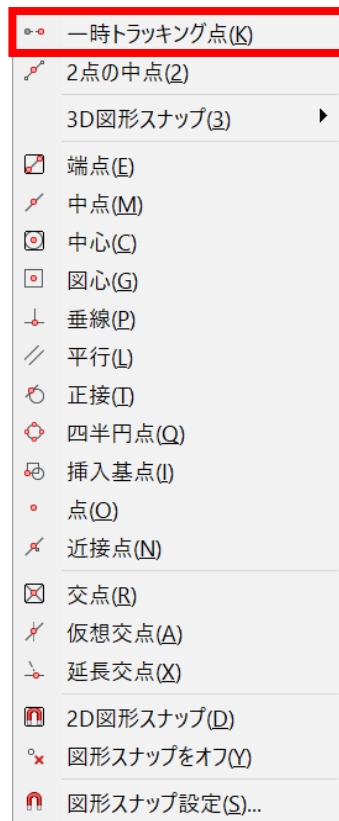 一時トラッキング点(K)
2点の中点(2)
3D図形スナップ(3)
端点(E)
中点(M)
中心(C)
図心(G)
垂線(P)
平行(L)
正接(T)
四半円点(Q)
挿入基点(I)
点(O)
近接点(N)
交点(R)
仮想交点(A)
延長交点(X)
2D図形スナップ(D)
図形スナップをオフ(Y)
図形スナップ設定(S)...